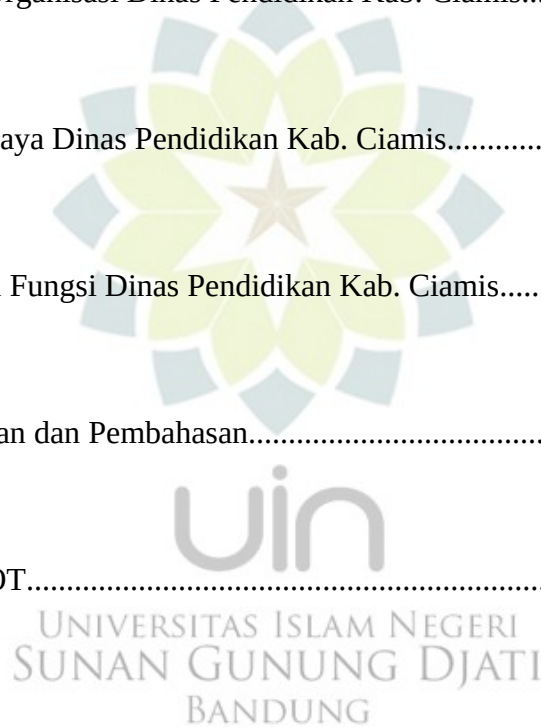 Dinas Pendidikan Kab. Ciamis..
aya Dinas Pendidikan Kab. Ciamis............
Fungsi Dinas Pendidikan Kab. Ciamis.....
an dan Pembahasan.....................................
OT................................................................
uin
UNIVERSITAS ISLAM NEGERI
SUNAN GUNUNG DJATI
BANDUNG